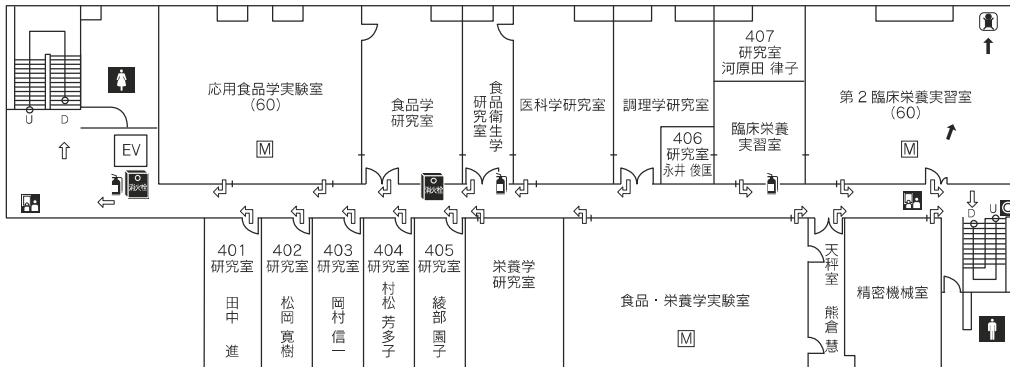 応用食品学実験室
(60)
M
食品学
研究室
食品衛生学
研究室
医科学研究室
調理学研究室
406
研究室
永井 俊匡
407
研究室
河原田 律子
臨床栄養
実習室
第2臨床栄養実習室
(60)
M
U
D
EV
消火栓
消火栓
D
U
401
研究室
田中 進
402
研究室
松岡 寛樹
403
研究室
岡村 信一
404
研究室
村松 芳多子
405
研究室
綾部 園子
栄養学
研究室
食品・栄養学実験室
M
天秤室 熊倉 慧
精密機械室